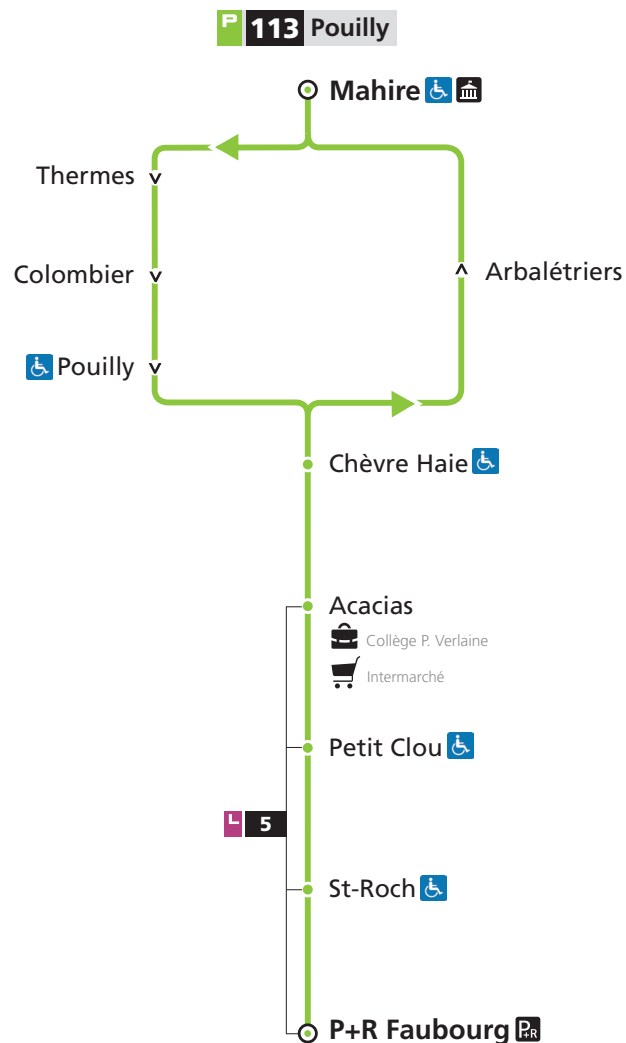 P 113 Pouilly
Mahire
Thermes
Colombier
Arbalétriers
Pouilly
Chèvre Haie
Acacias
Collège P. Verlaine
Intermarché
Petit Clou
L 5
St-Roch
P+R Faubourg P+R